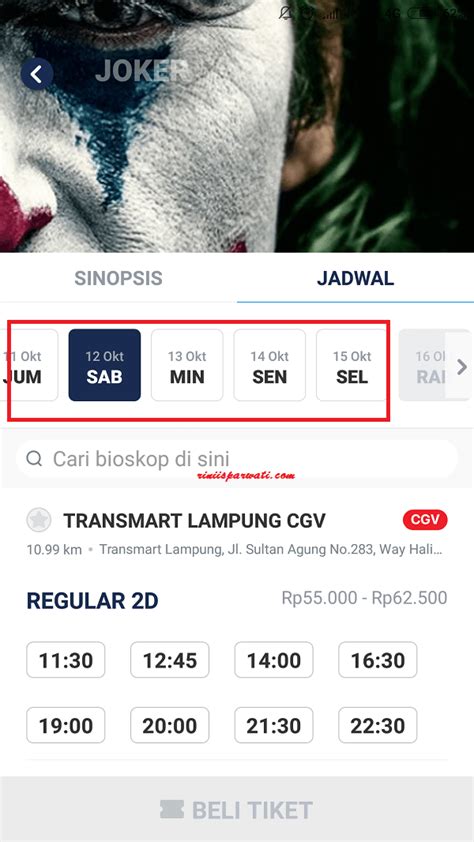 4G 62
JOKER
SINOPSIS JADWAL
11 Okt 12 Okt 13 Okt 14 Okt 15 Okt 16 O
JUM SAB MIN SEN SEL RA
Cari bioskop di sini
riniisparwati.com
TRANSMART LAMPUNG CGV CGV
10.99 km • Transmart Lampung, Jl. Sultan Agung No.283, Way Hali...
REGULAR 2D Rp55.000 - Rp62.500
11:30 12:45 14:00 16:30
19:00 20:00 21:30 22:30
BELI TIKET